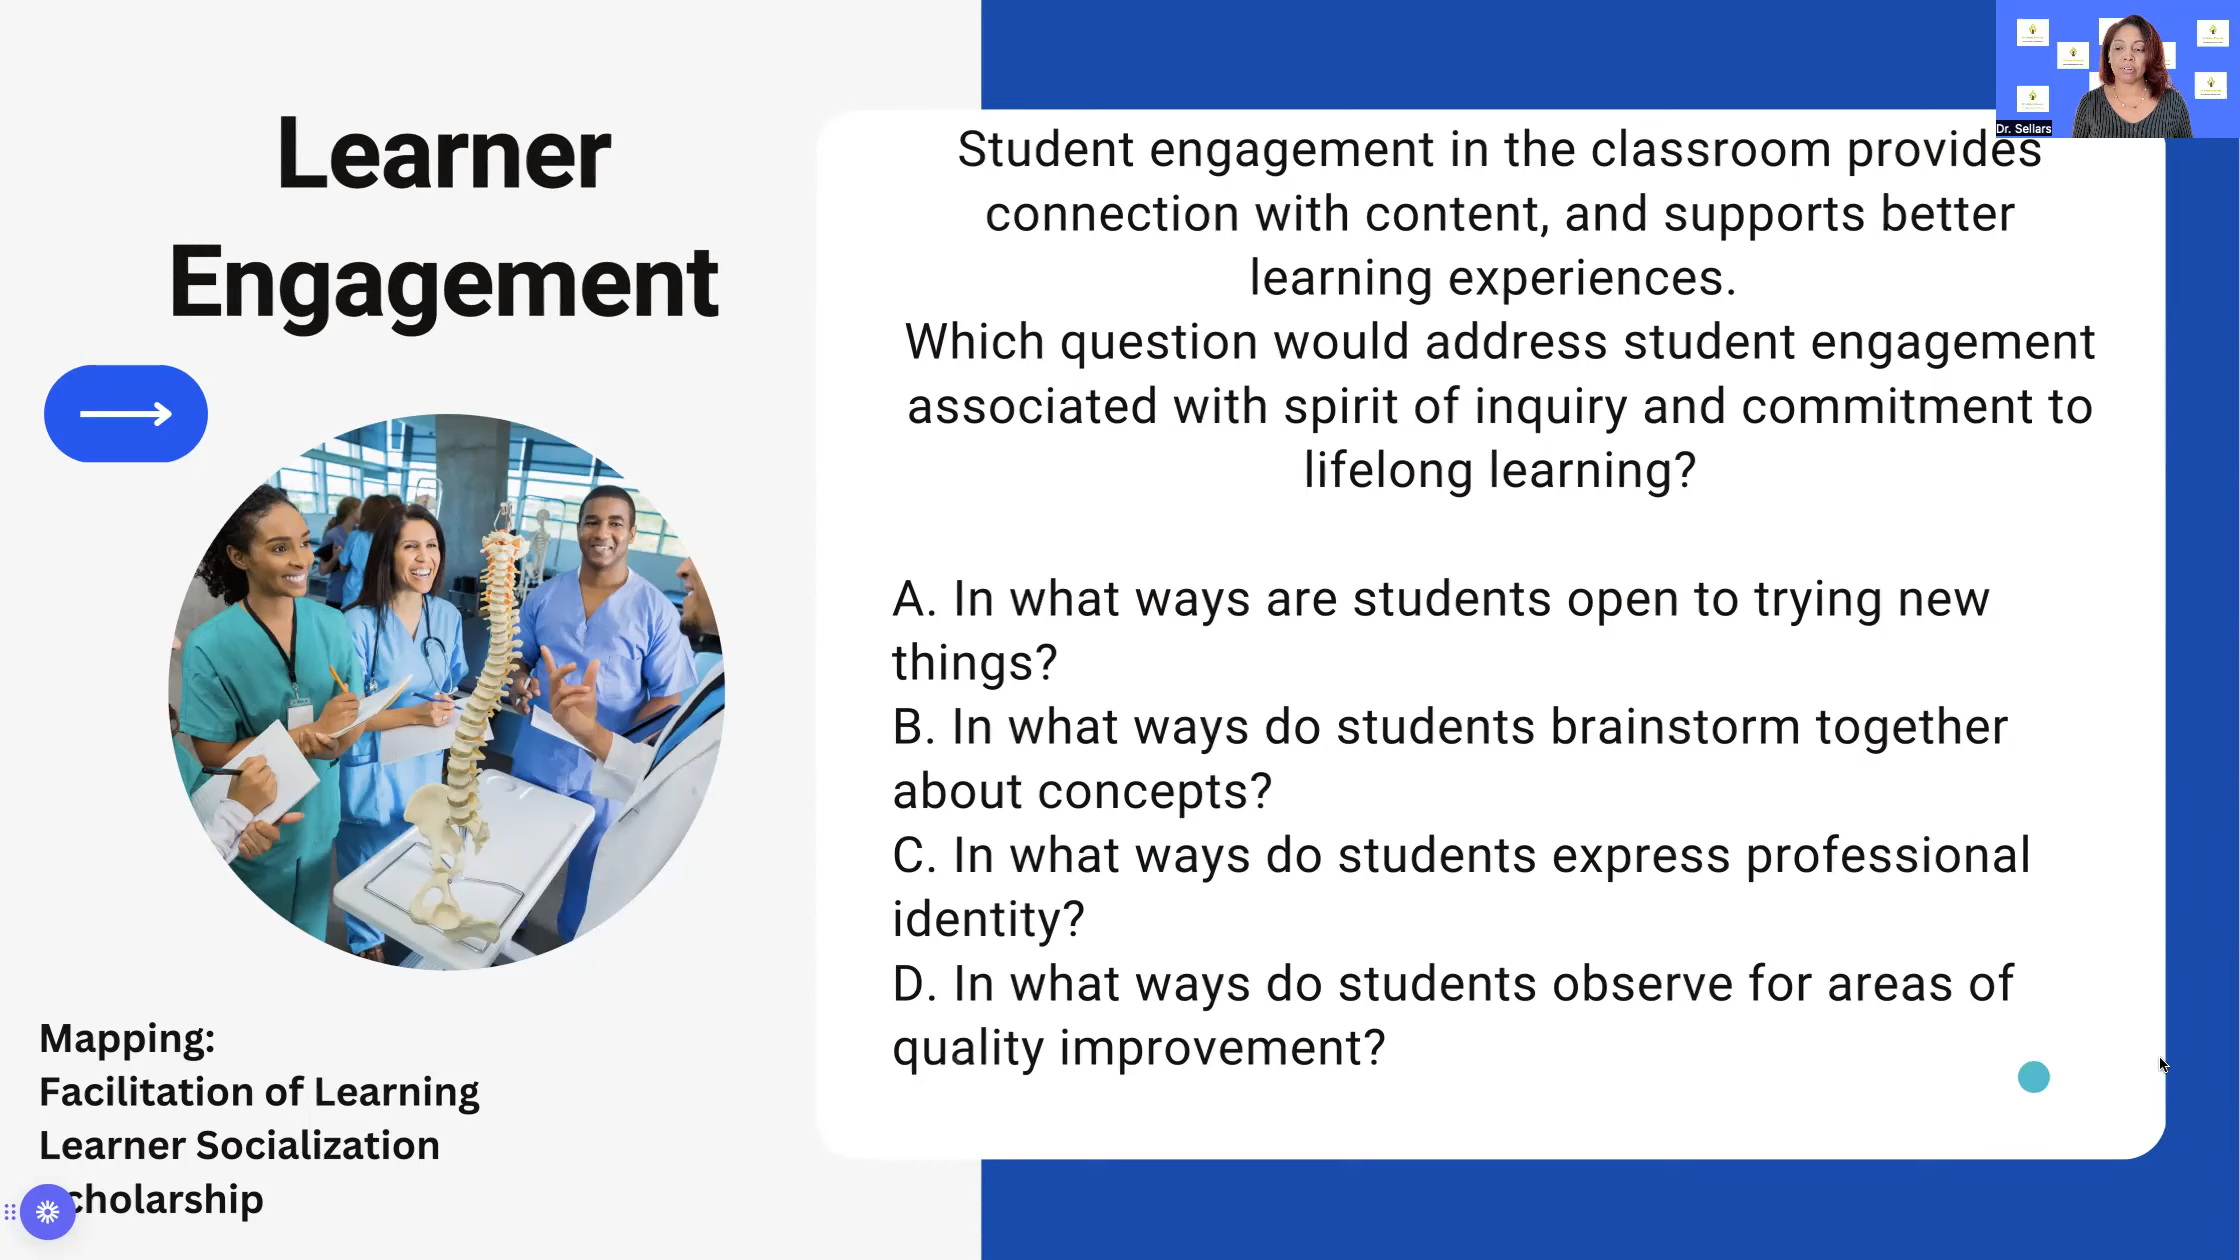 Learner
Engagement
Mapping:
Facilitation of Learning
Learner Socialization
cholarship
Dr. Sellars
Student engagement in the classroom provides
connection with content, and supports better
learning experiences.
Which question would address student engagement
associated with spirit of inquiry and commitment to
lifelong learning?
A. In what ways are students open to trying new
things?
B. In what ways do students brainstorm together
about concepts?
C. In what ways do students express professional
identity?
D. In what ways do students observe for areas of
quality improvement?